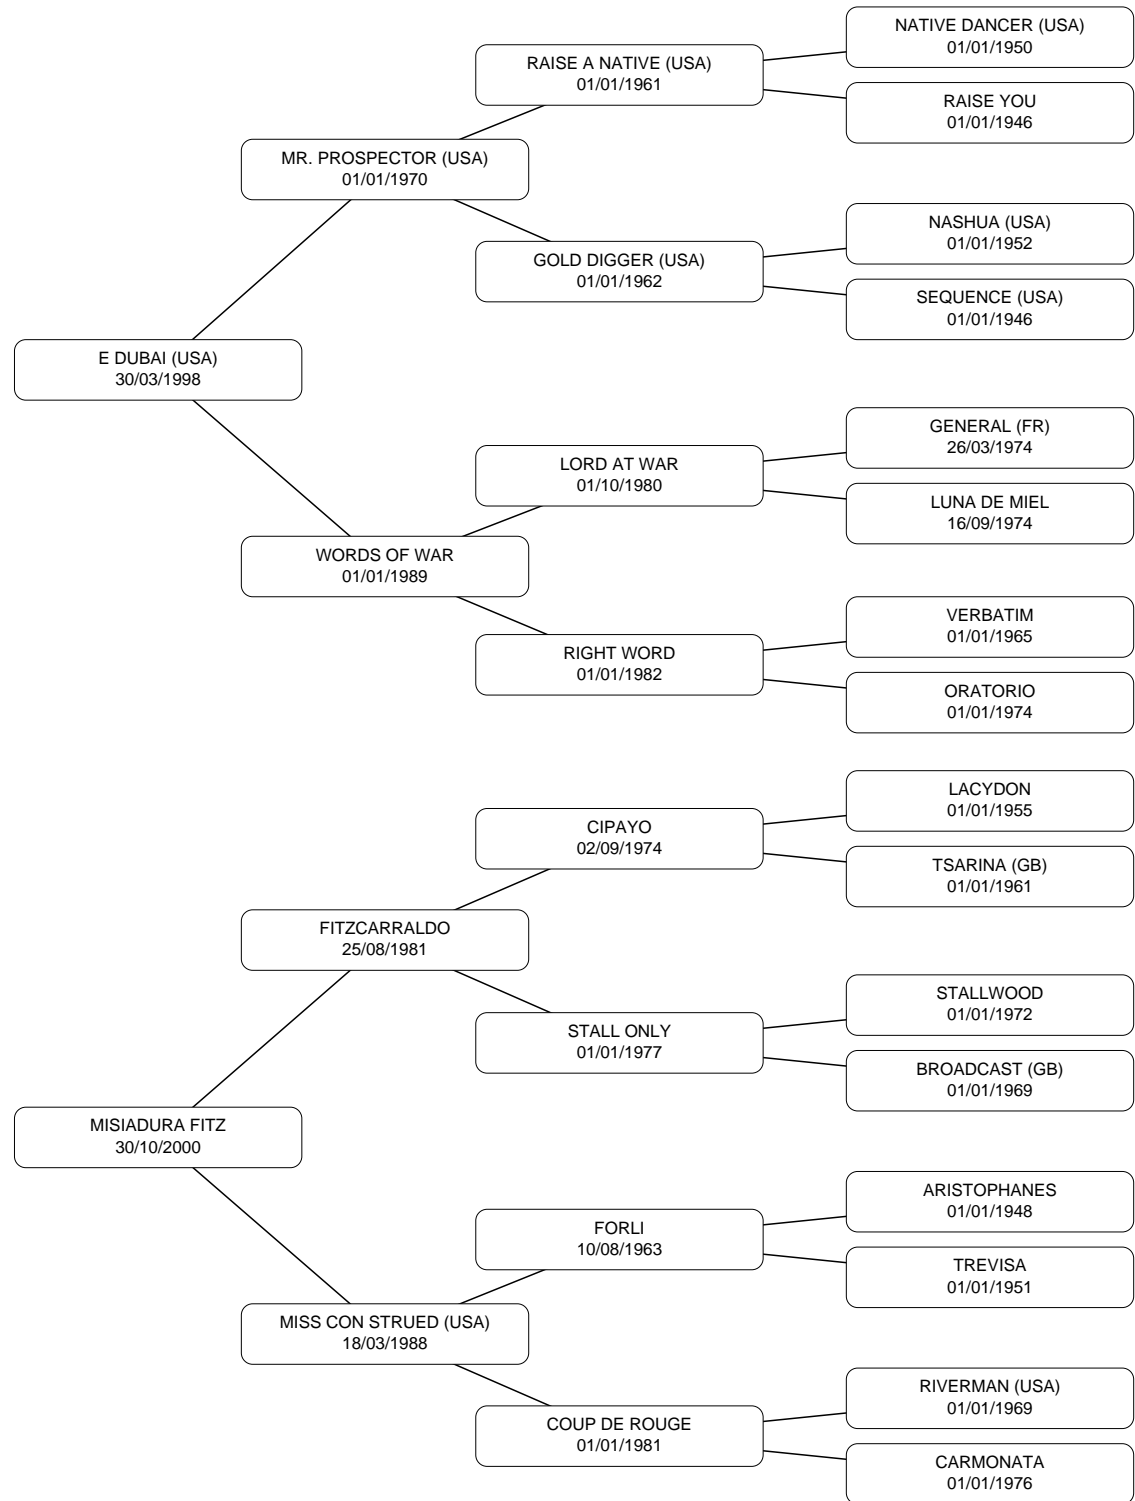 NATIVE DANCER (USA)
01/01/1950
RAISE A NATIVE (USA)
01/01/1961
RAISE YOU
01/01/1946
MR. PROSPECTOR (USA)
01/01/1970
NASHUA (USA)
01/01/1952
GOLD DIGGER (USA)
01/01/1962
SEQUENCE (USA)
01/01/1946
E DUBAI (USA)
30/03/1998
GENERAL (FR)
26/03/1974
LORD AT WAR
01/10/1980
LUNA DE MIEL
16/09/1974
WORDS OF WAR
01/01/1989
VERBATIM
01/01/1965
RIGHT WORD
01/01/1982
ORATORIO
01/01/1974
LACYDON
01/01/1955
CIPAYO
02/09/1974
TSARINA (GB)
01/01/1961
FITZCARRALDO
25/08/1981
STALLWOOD
01/01/1972
STALL ONLY
01/01/1977
BROADCAST (GB)
01/01/1969
MISIADURA FITZ
30/10/2000
ARISTOPHANES
01/01/1948
FORLI
10/08/1963
TREVISA
01/01/1951
MISS CON STRUED (USA)
18/03/1988
RIVERMAN (USA)
01/01/1969
COUP DE ROUGE
01/01/1981
CARMONATA
01/01/1976